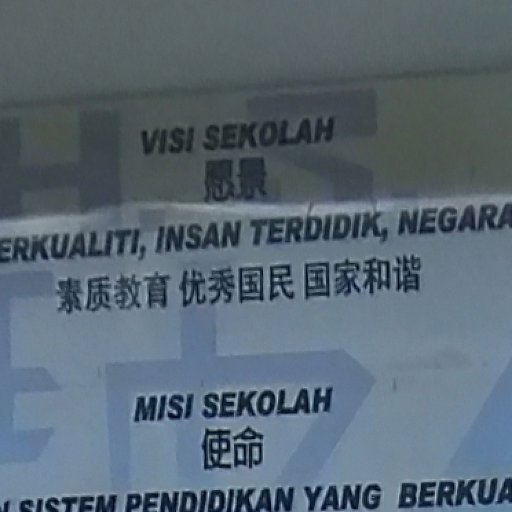 VISI SEKOLAH
愿景
ERKUALITI, INSAN TERDIDIK, NEGARA
素质教育 优秀国民 国家和谐
MISI SEKOLAH
使命
N SISTEM PENDIDIKAN YANG BERKUA